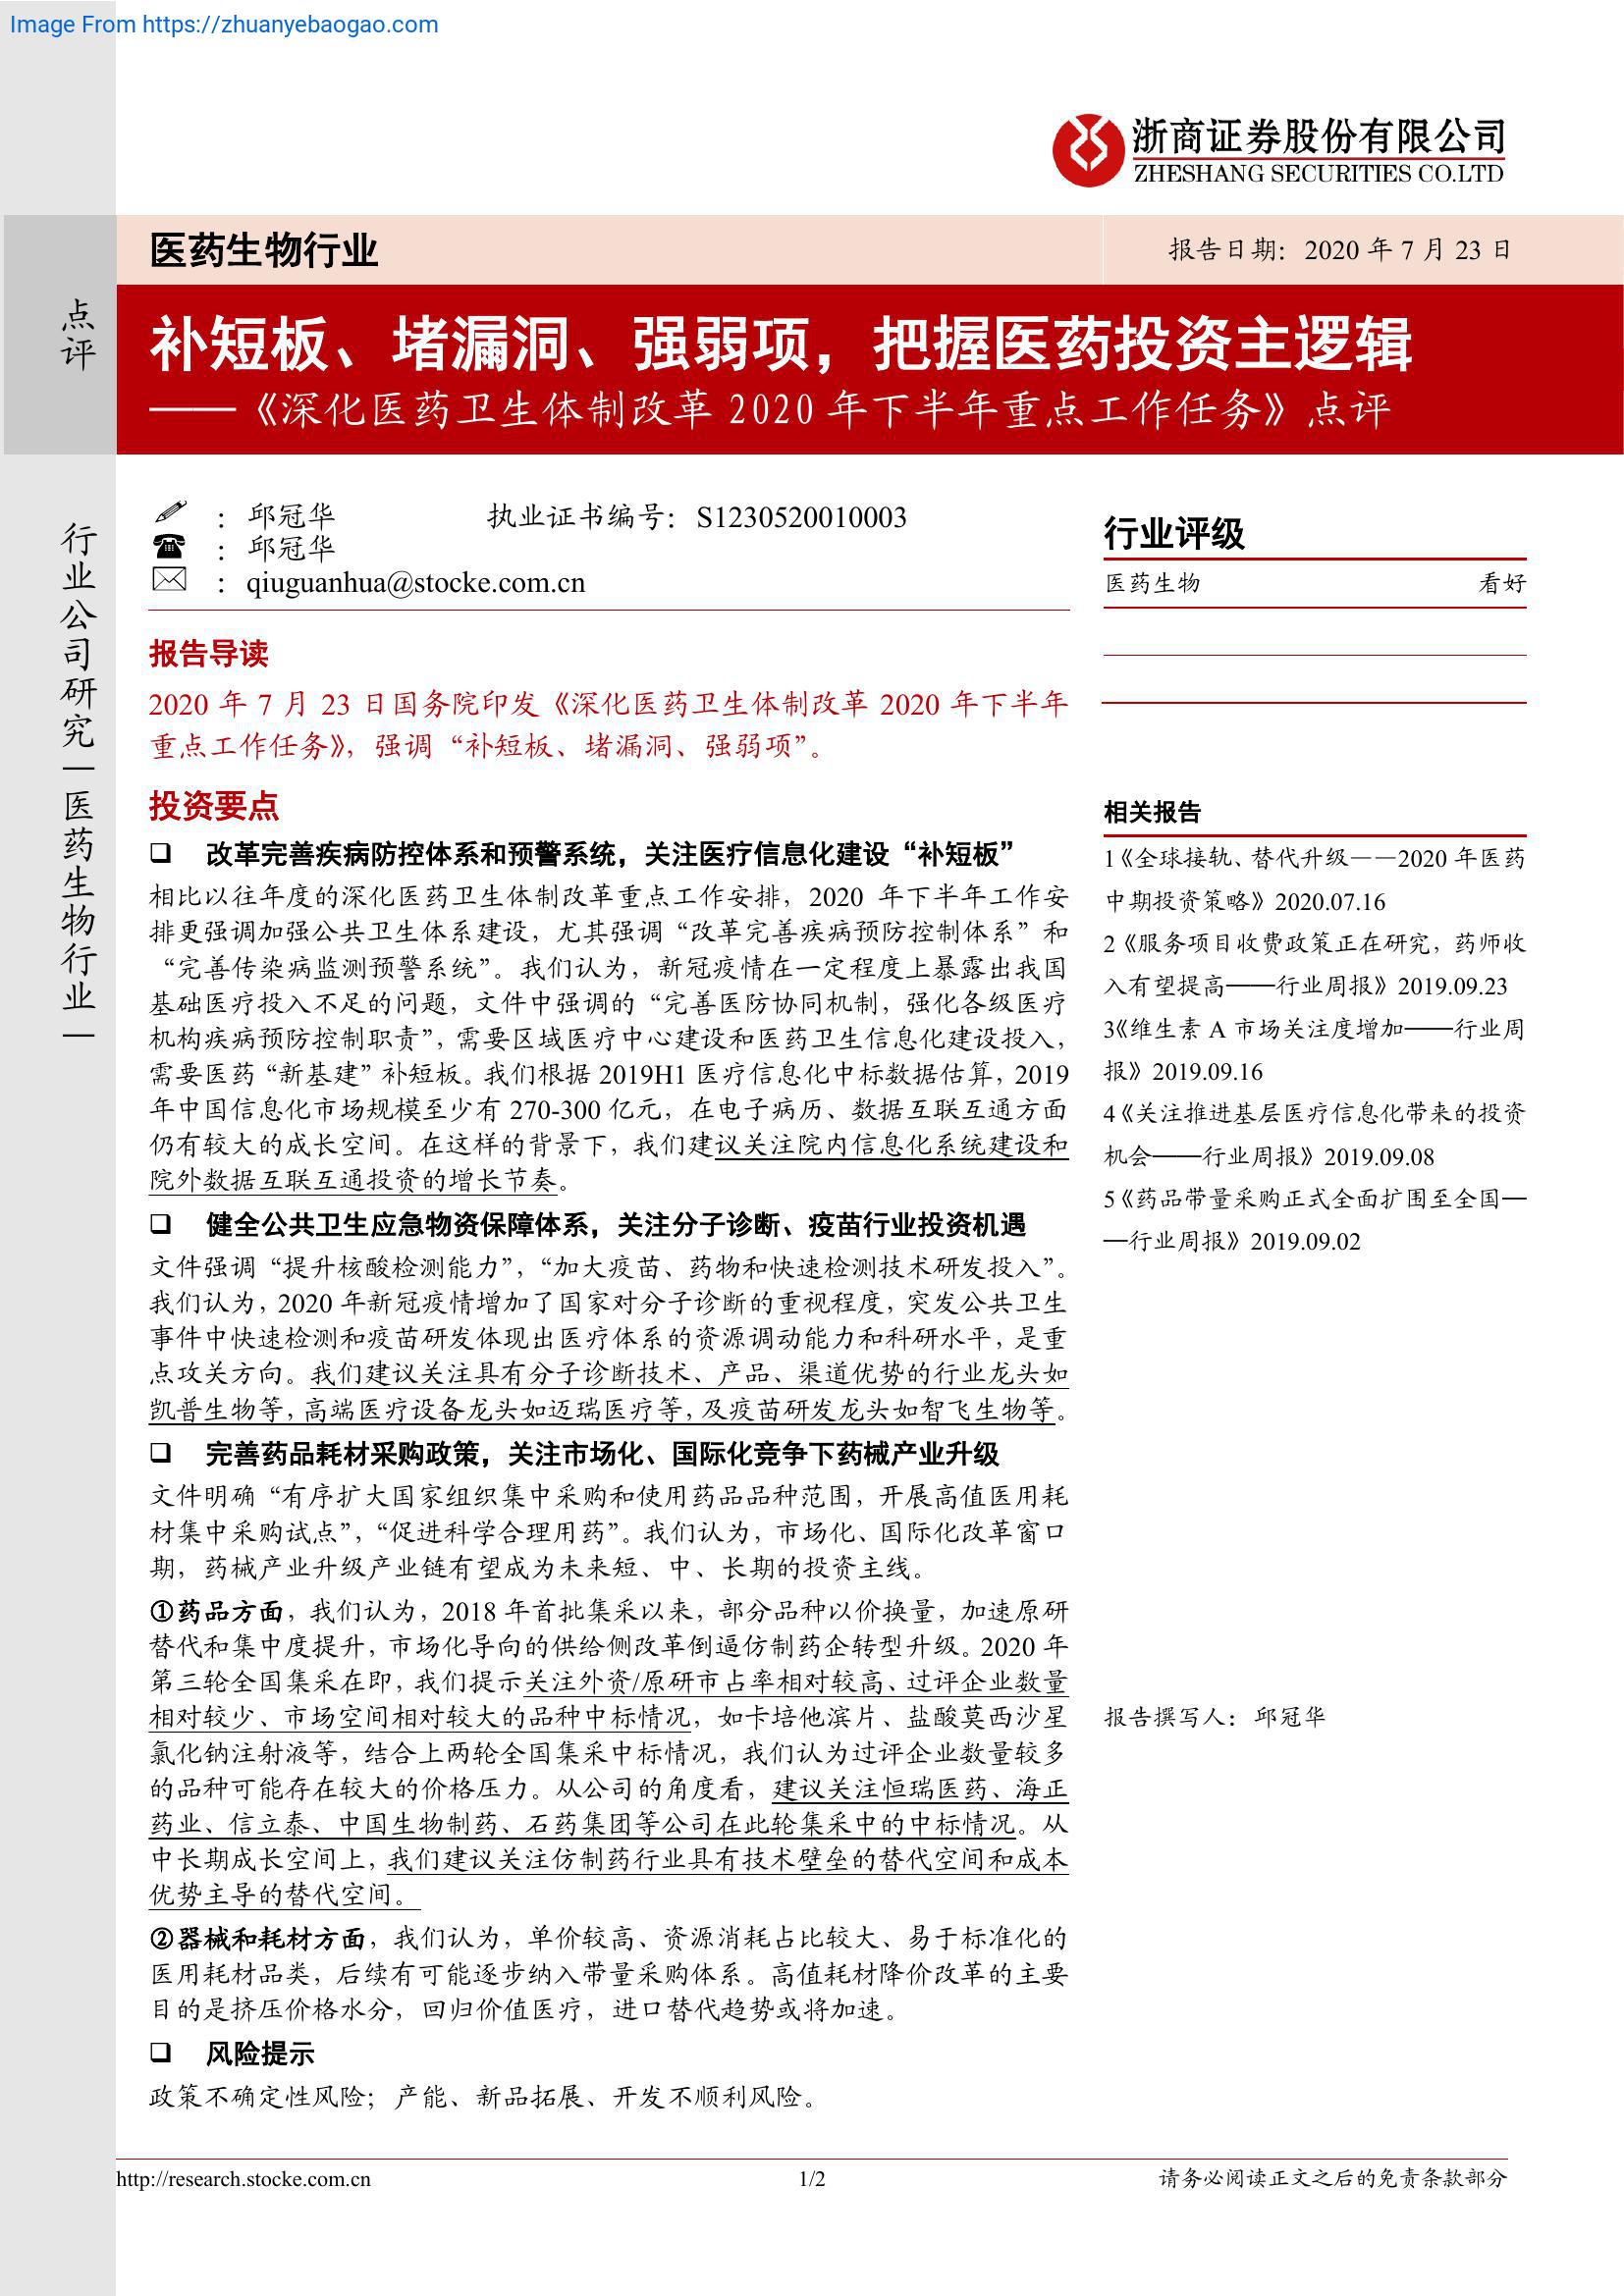 Image From https://zhuanyebaogao.com
浙商证券股份有限公司
ZHESHANG SECURITIES CO.LTD
医药生物行业
报告日期：2020 年 7 月 23 日
点评
补短板、堵漏洞、强弱项，把握医药投资主逻辑
——《深化医药卫生体制改革 2020 年下半年重点工作任务》点评
行业公司研究｜医药生物行业｜
：邱冠华 执业证书编号：S1230520010003
：邱冠华
：qiuguanhua@stocke.com.cn
报告导读
2020 年 7 月 23 日国务院印发《深化医药卫生体制改革 2020 年下半年
重点工作任务》，强调“补短板、堵漏洞、强弱项”。
投资要点
❑ 改革完善疾病防控体系和预警系统，关注医疗信息化建设“补短板”
相比以往年度的深化医药卫生体制改革重点工作安排，2020 年下半年工作安
排更强调加强公共卫生体系建设，尤其强调“改革完善疾病预防控制体系”和
“完善传染病监测预警系统”。我们认为，新冠疫情在一定程度上暴露出我国
基础医疗投入不足的问题，文件中强调的“完善医防协同机制，强化各级医疗
机构疾病预防控制职责”，需要区域医疗中心建设和医药卫生信息化建设投入，
需要医药“新基建”补短板。我们根据 2019H1 医疗信息化中标数据估算，2019
年中国信息化市场规模至少有 270-300 亿元，在电子病历、数据互联互通方面
仍有较大的成长空间。在这样的背景下，我们建议关注院内信息化系统建设和
院外数据互联互通投资的增长节奏。
❑ 健全公共卫生应急物资保障体系，关注分子诊断、疫苗行业投资机遇
文件强调“提升核酸检测能力”，“加大疫苗、药物和快速检测技术研发投入”。
我们认为，2020 年新冠疫情增加了国家对分子诊断的重视程度，突发公共卫生
事件中快速检测和疫苗研发体现出医疗体系的资源调动能力和科研水平，是重
点攻关方向。我们建议关注具有分子诊断技术、产品、渠道优势的行业龙头如
凯普生物等，高端医疗设备龙头如迈瑞医疗等，及疫苗研发龙头如智飞生物等。
❑ 完善药品耗材采购政策，关注市场化、国际化竞争下药械产业升级
文件明确“有序扩大国家组织集中采购和使用药品品种范围，开展高值医用耗
材集中采购试点”，“促进科学合理用药”。我们认为，市场化、国际化改革窗口
期，药械产业升级产业链有望成为未来短、中、长期的投资主线。
①药品方面，我们认为，2018 年首批集采以来，部分品种以价换量，加速原研
替代和集中度提升，市场化导向的供给侧改革倒逼仿制药企转型升级。2020 年
第三轮全国集采在即，我们提示关注外资/原研市占率相对较高、过评企业数量
相对较少、市场空间相对较大的品种中标情况，如卡培他滨片、盐酸莫西沙星
氯化钠注射液等，结合上两轮全国集采中标情况，我们认为过评企业数量较多
的品种可能存在较大的价格压力。从公司的角度看，建议关注恒瑞医药、海正
药业、信立泰、中国生物制药、石药集团等公司在此轮集采中的中标情况。从
中长期成长空间上，我们建议关注仿制药行业具有技术壁垒的替代空间和成本
优势主导的替代空间。
②器械和耗材方面，我们认为，单价较高、资源消耗占比较大、易于标准化的
医用耗材品类，后续有可能逐步纳入带量采购体系。高值耗材降价改革的主要
目的是挤压价格水分，回归价值医疗，进口替代趋势或将加速。
❑ 风险提示
政策不确定性风险；产能、新品拓展、开发不顺利风险。
行业评级
医药生物 看好
相关报告
1《全球接轨、替代升级——2020 年医药
中期投资策略》2020.07.16
2《服务项目收费政策正在研究，药师收
入有望提高——行业周报》2019.09.23
3《维生素 A 市场关注度增加——行业周
报》2019.09.16
4《关注推进基层医疗信息化带来的投资
机会——行业周报》2019.09.08
5《药品带量采购正式全面扩围至全国—
—行业周报》2019.09.02
报告撰写人：邱冠华
http://research.stocke.com.cn 1/2 请务必阅读正文之后的免责条款部分